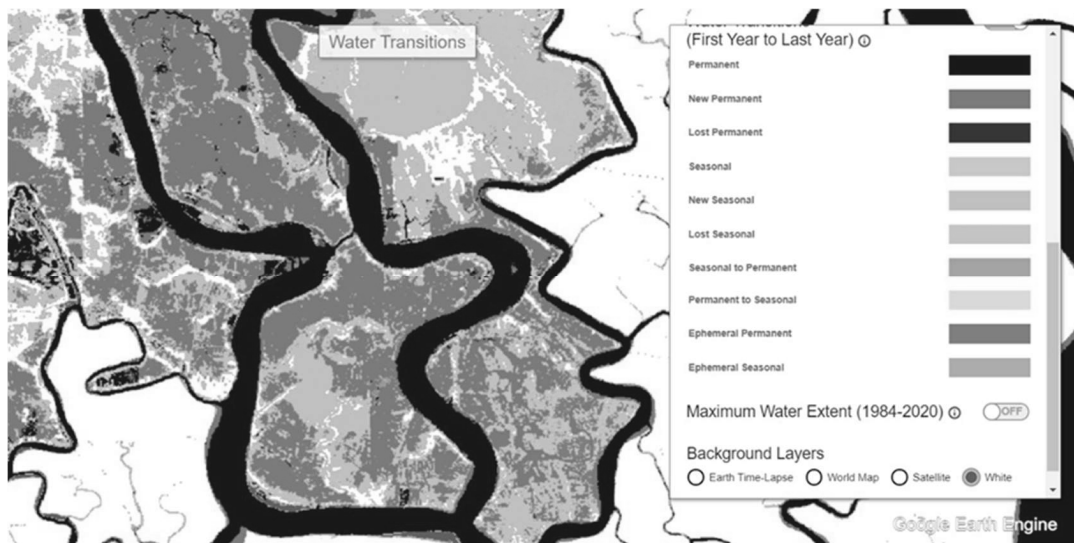 Water Transitions
(First Year to Last Year)
Permanent
New Permanent
Lost Permanent
Seasonal
New Seasonal
Lost Seasonal
Seasonal to Permanent
Permanent to Seasonal
Ephemeral Permanent
Ephemeral Seasonal
Maximum Water Extent (1984-2020) OFF
Background Layers
Earth Time-Lapse World Map Satellite White
Google Earth Engine